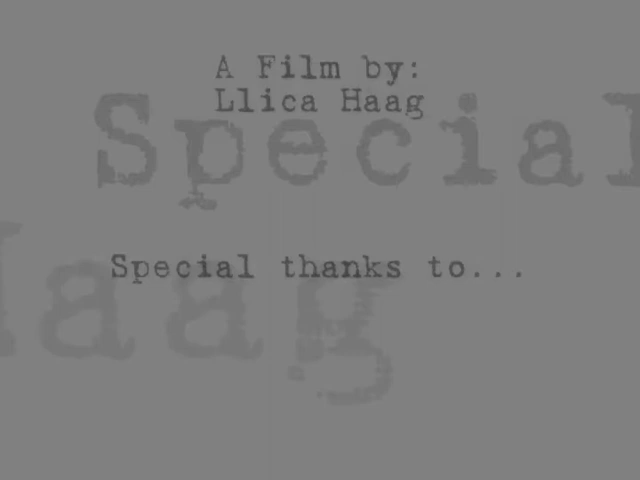 A Film by:
Llica Haag
Special
Special thanks to...
Haag